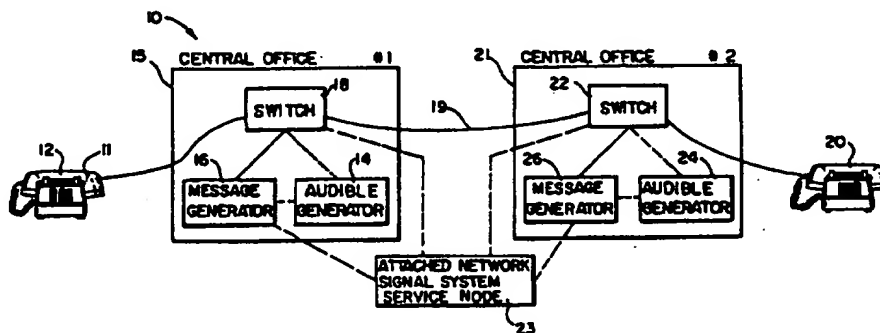 10
15 CENTRAL OFFICE #1
21 CENTRAL OFFICE #2
18
SWITCH
22
SWITCH
19
12 11
20
16
MESSAGE
GENERATOR
14
AUDIBLE
GENERATOR
26
MESSAGE
GENERATOR
24
AUDIBLE
GENERATOR
ATTACHED NETWORK
SIGNAL SYSTEM
SERVICE NODE
23